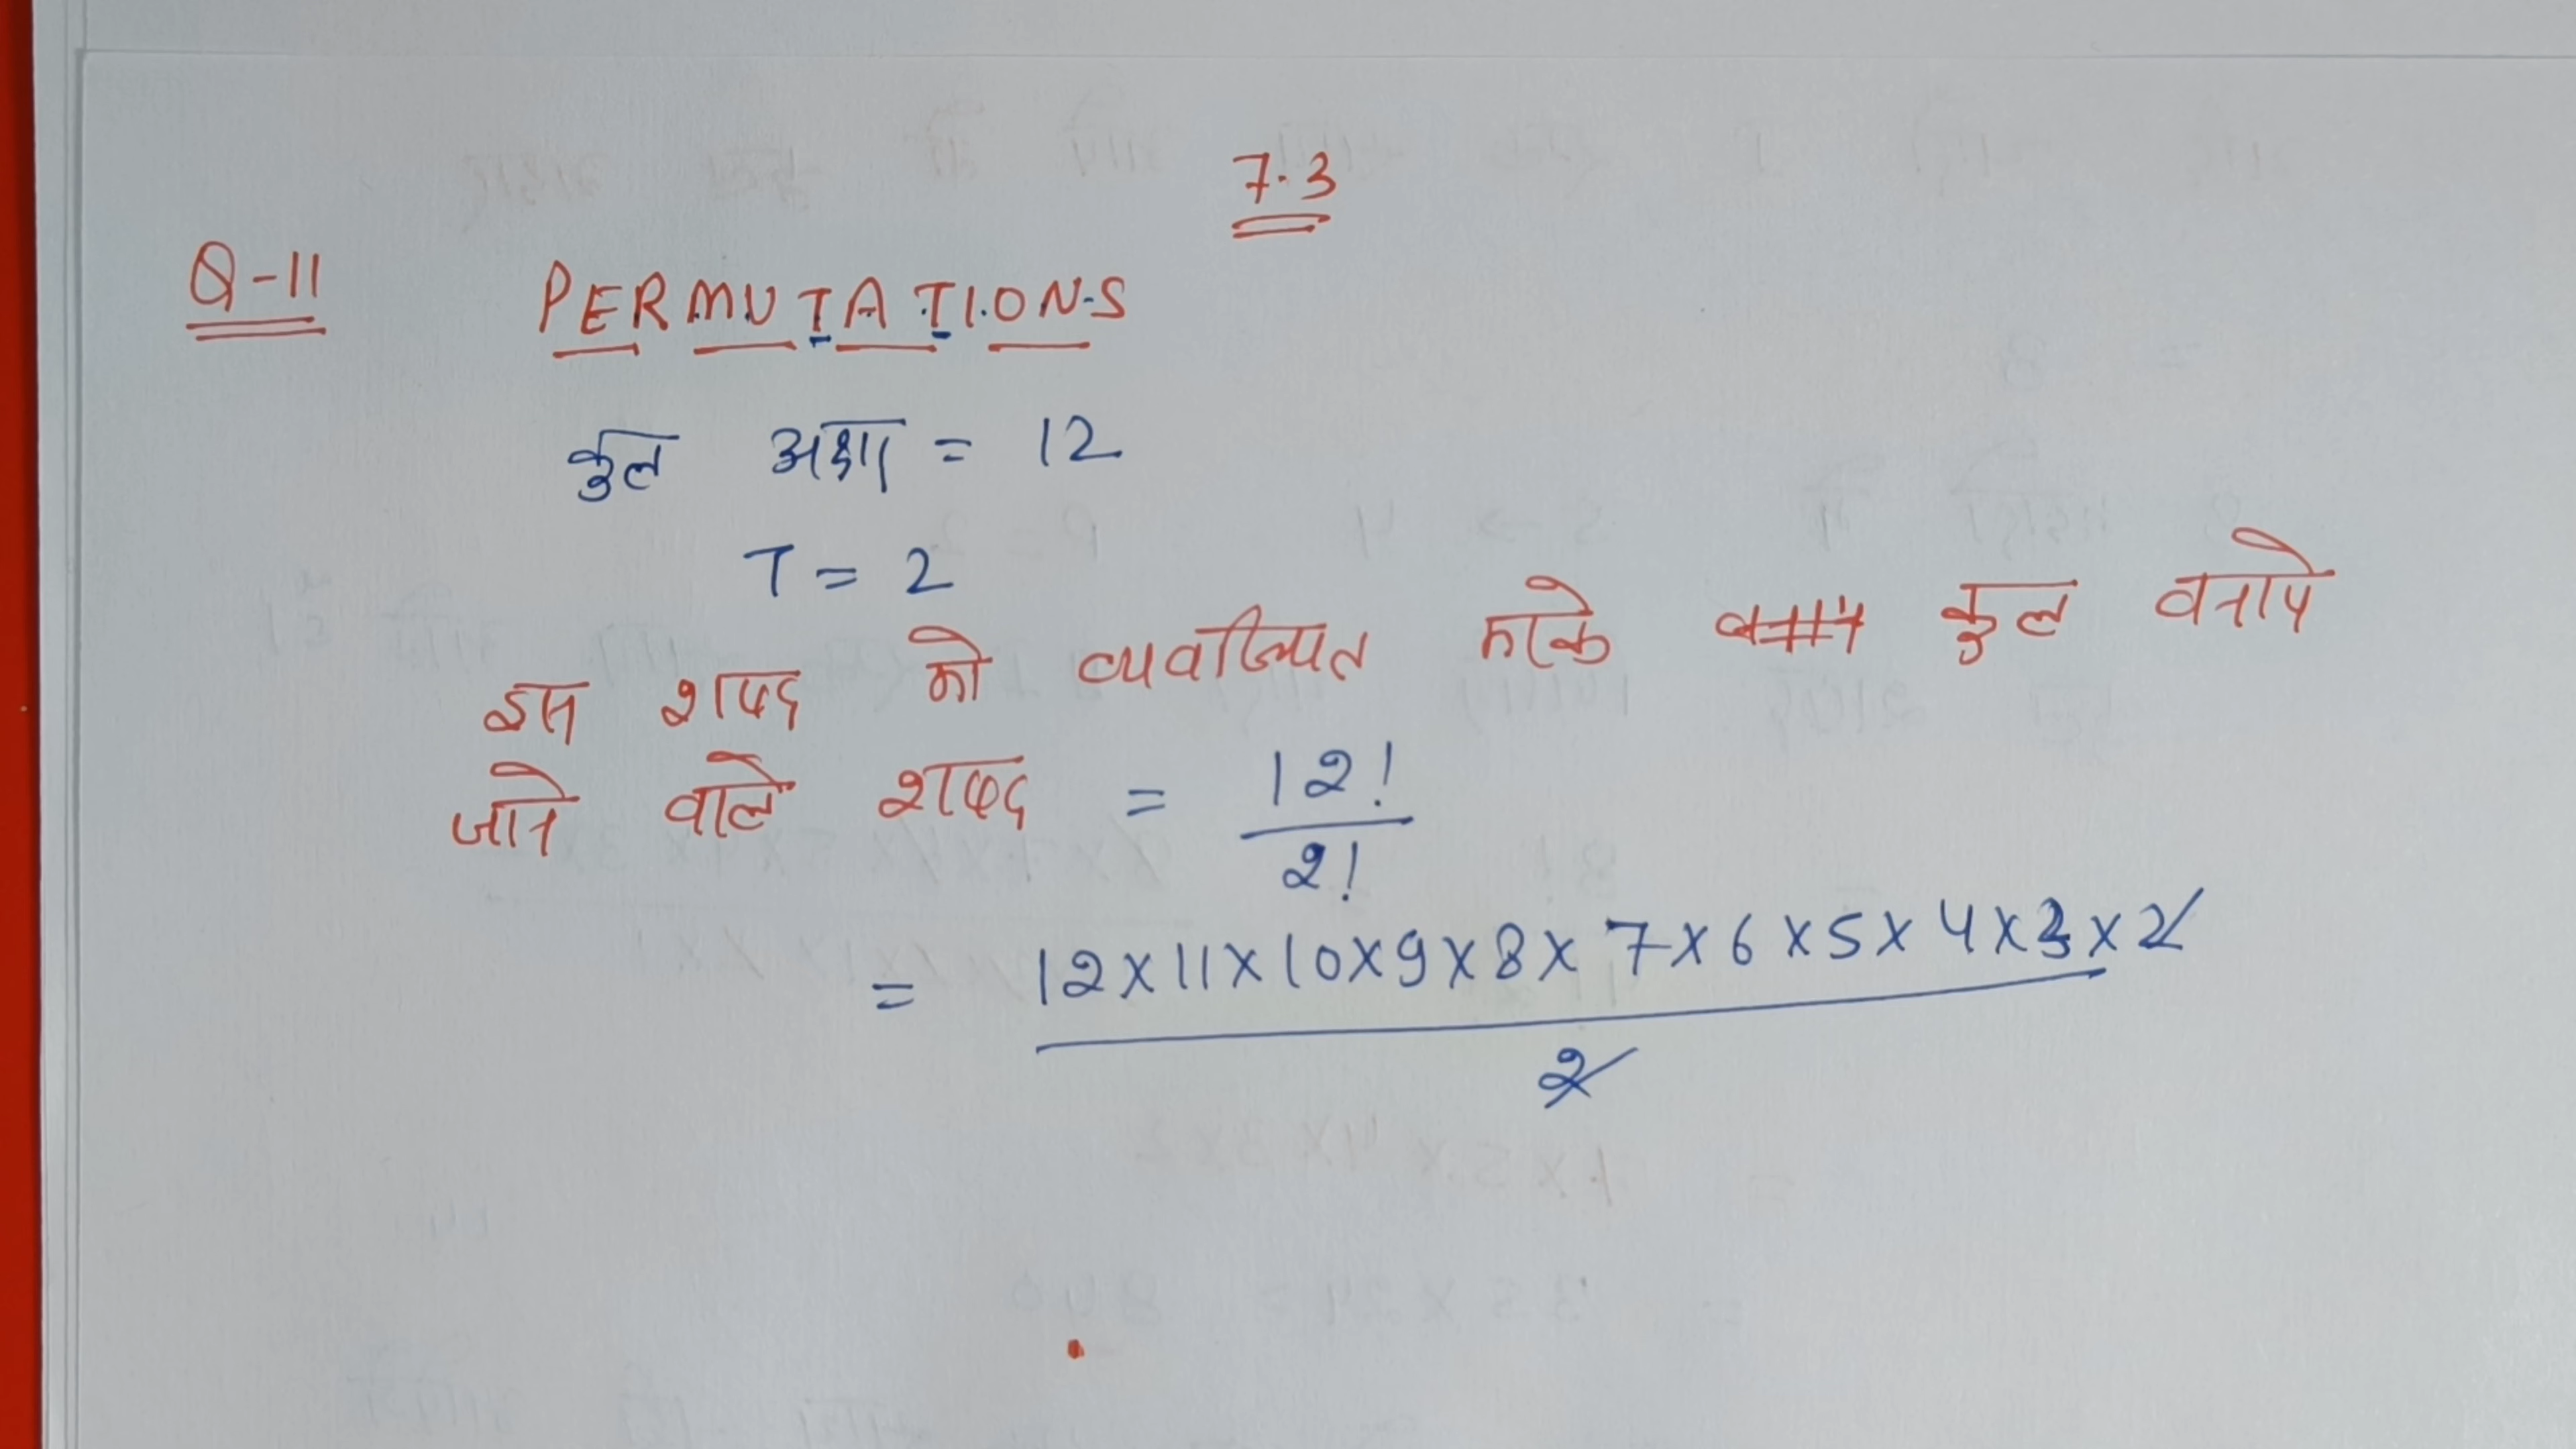 7.3
Q-11 PERMUTATIONS
कुल अक्षर = 12
T = 2
इस शब्द को व्यवस्थित करके कुल बनाये
जाने वाले शब्द = 12! / 2!
= 12×11×10×9×8×7×6×5×4×3×2 / 2